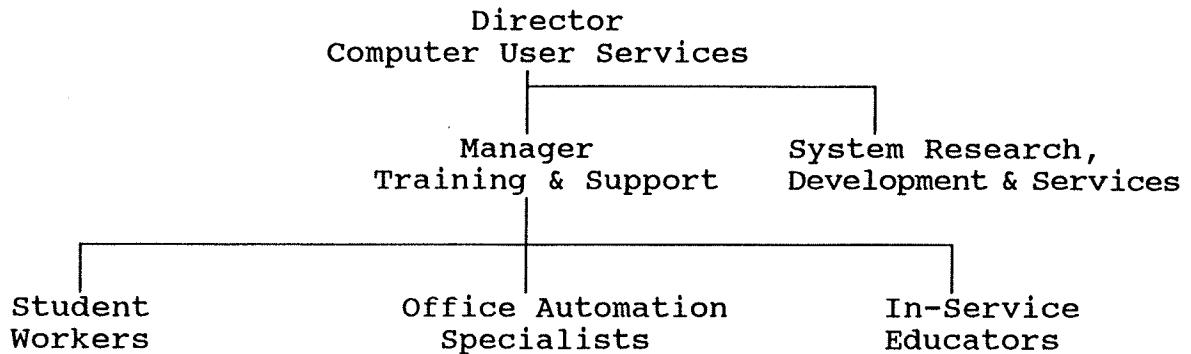 Director
Computer User Services
Manager
Training & Support
System Research,
Development & Services
Student
Workers
Office Automation
Specialists
In-Service
Educators